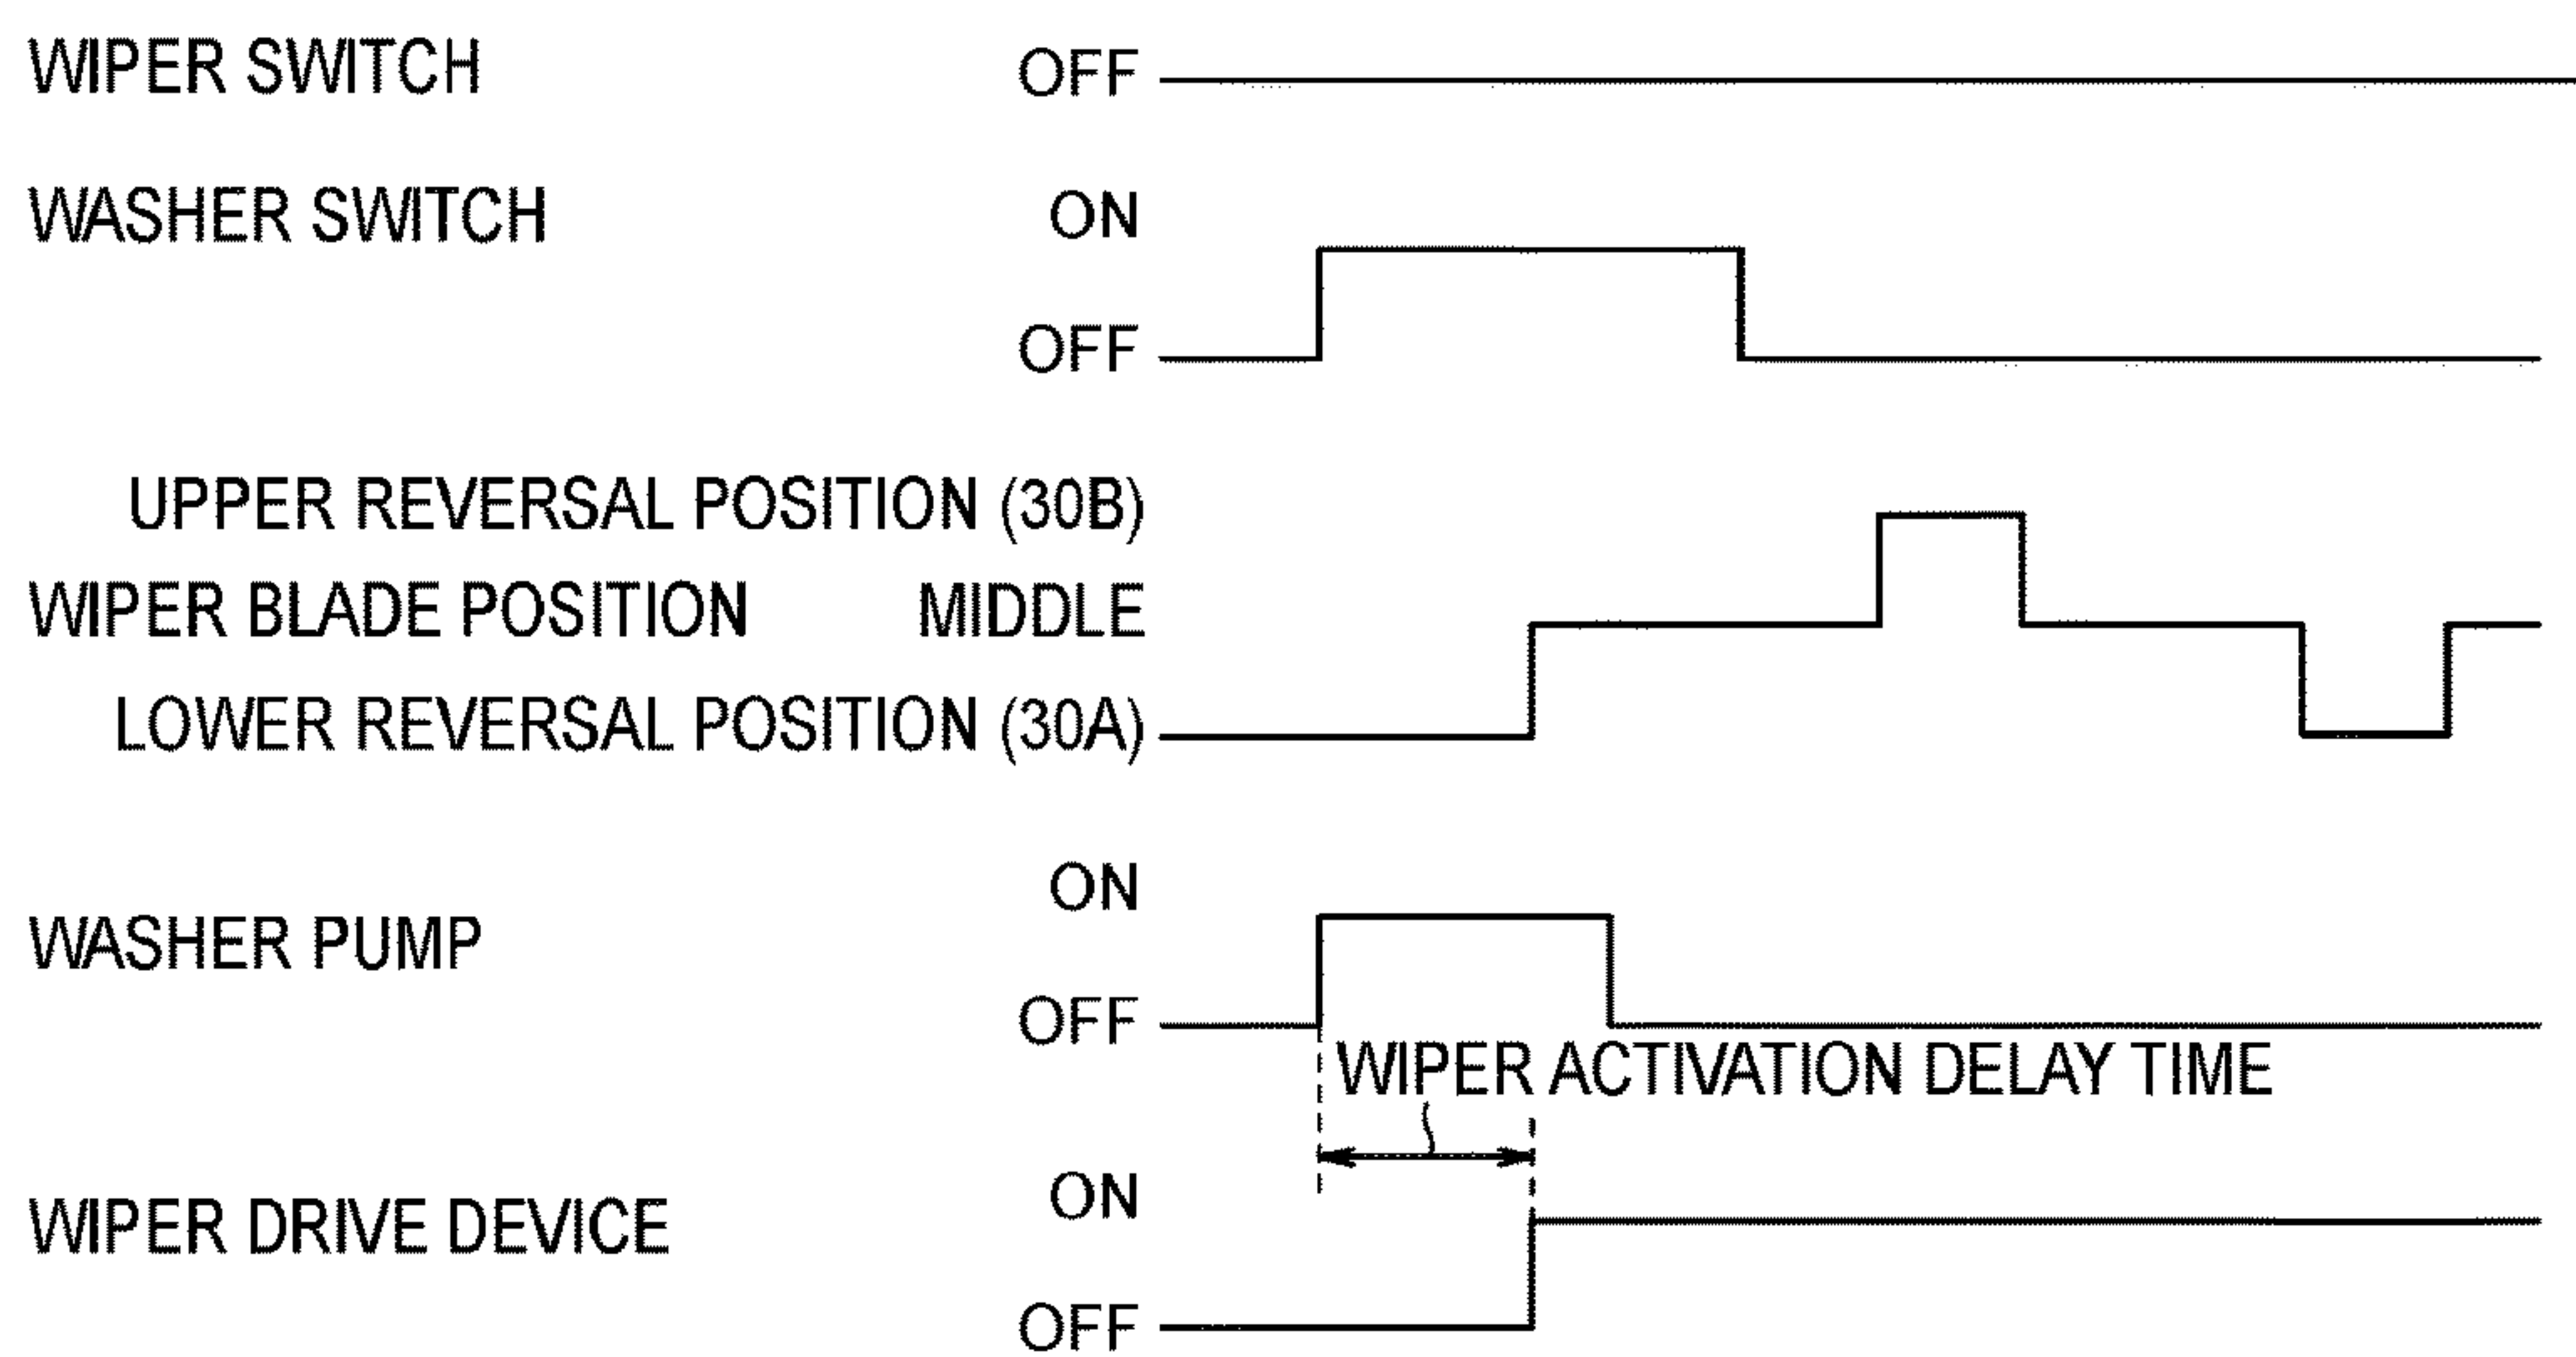 WIPER SWITCH OFF
WASHER SWITCH ON
OFF
UPPER REVERSAL POSITION (30B)
WIPER BLADE POSITION MIDDLE
LOWER REVERSAL POSITION (30A)
ON
WASHER PUMP
OFF
WIPER ACTIVATION DELAY TIME
ON
WIPER DRIVE DEVICE
OFF